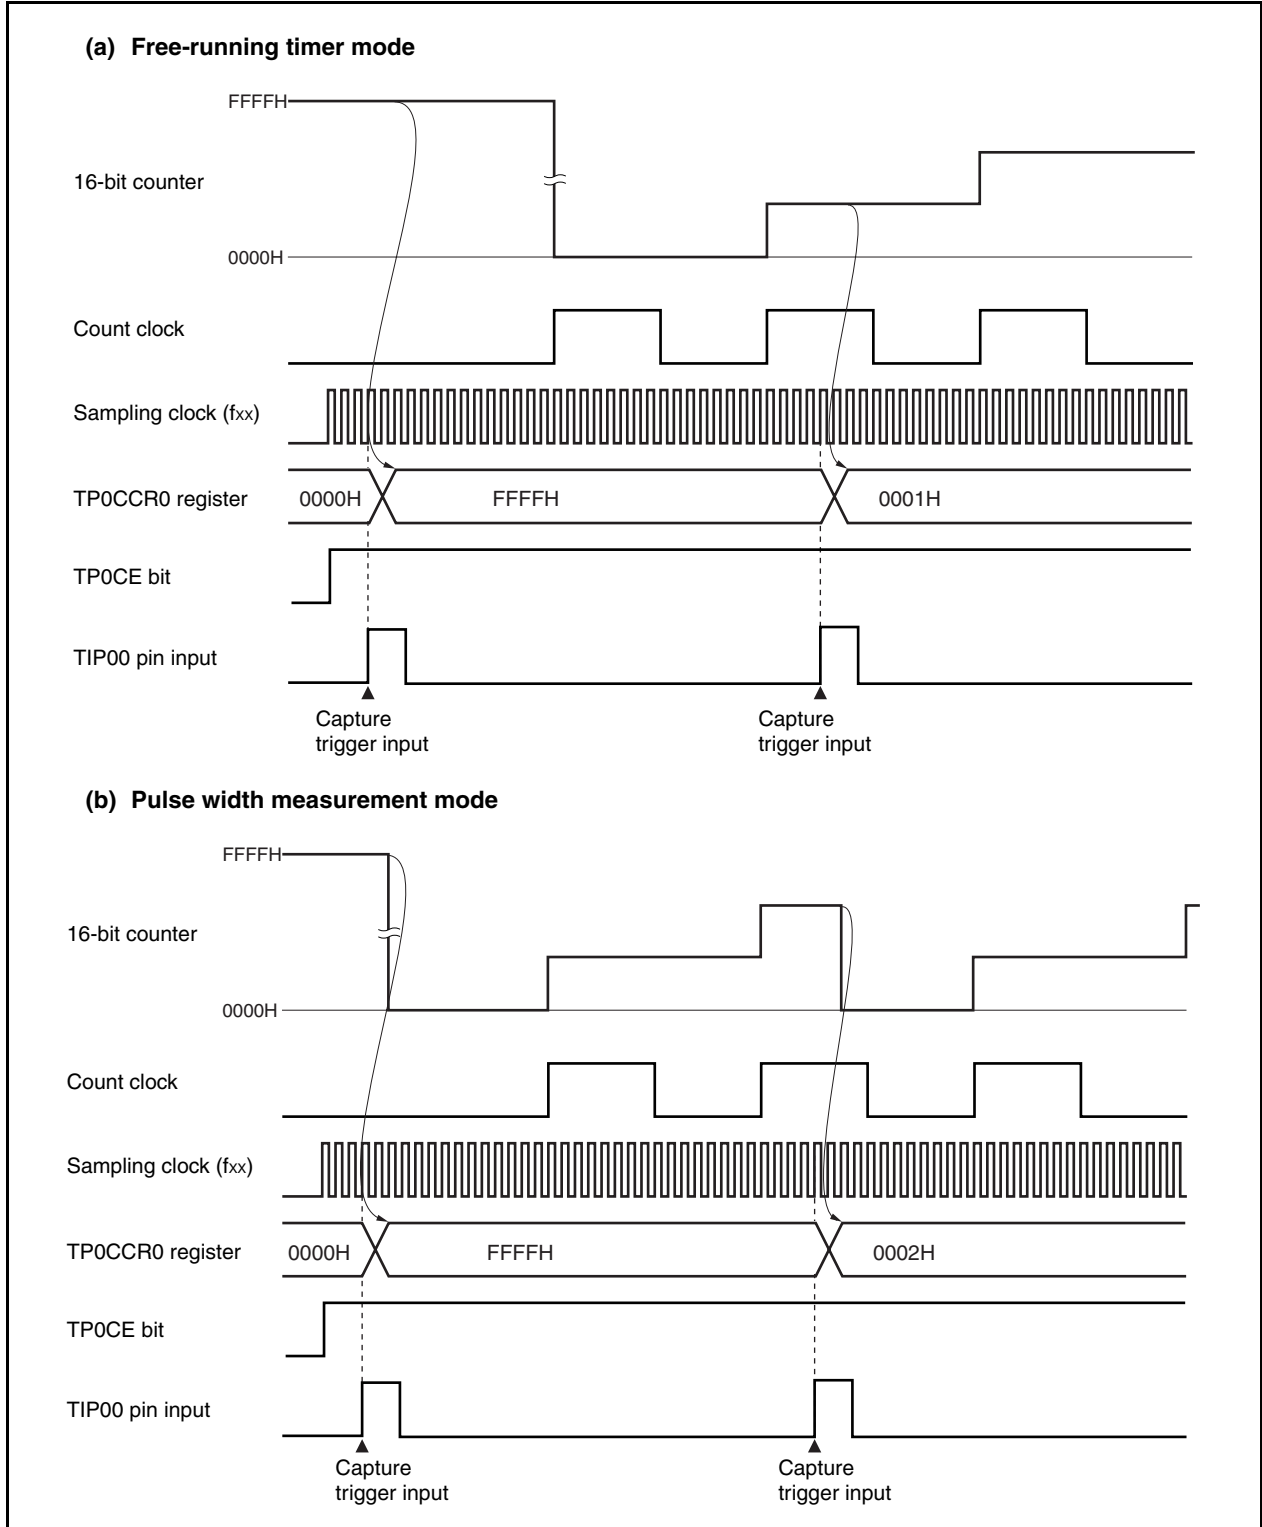 (a) Free-running timer mode
FFFFH
16-bit counter
0000H
Count clock
Sampling clock (fxx)
TP0CCR0 register 0000H FFFFH 0001H
TP0CE bit
TIP00 pin input
Capture
trigger input
Capture
trigger input
(b) Pulse width measurement mode
FFFFH
16-bit counter
0000H
Count clock
Sampling clock (fxx)
TP0CCR0 register 0000H FFFFH 0002H
TP0CE bit
TIP00 pin input
Capture
trigger input
Capture
trigger input